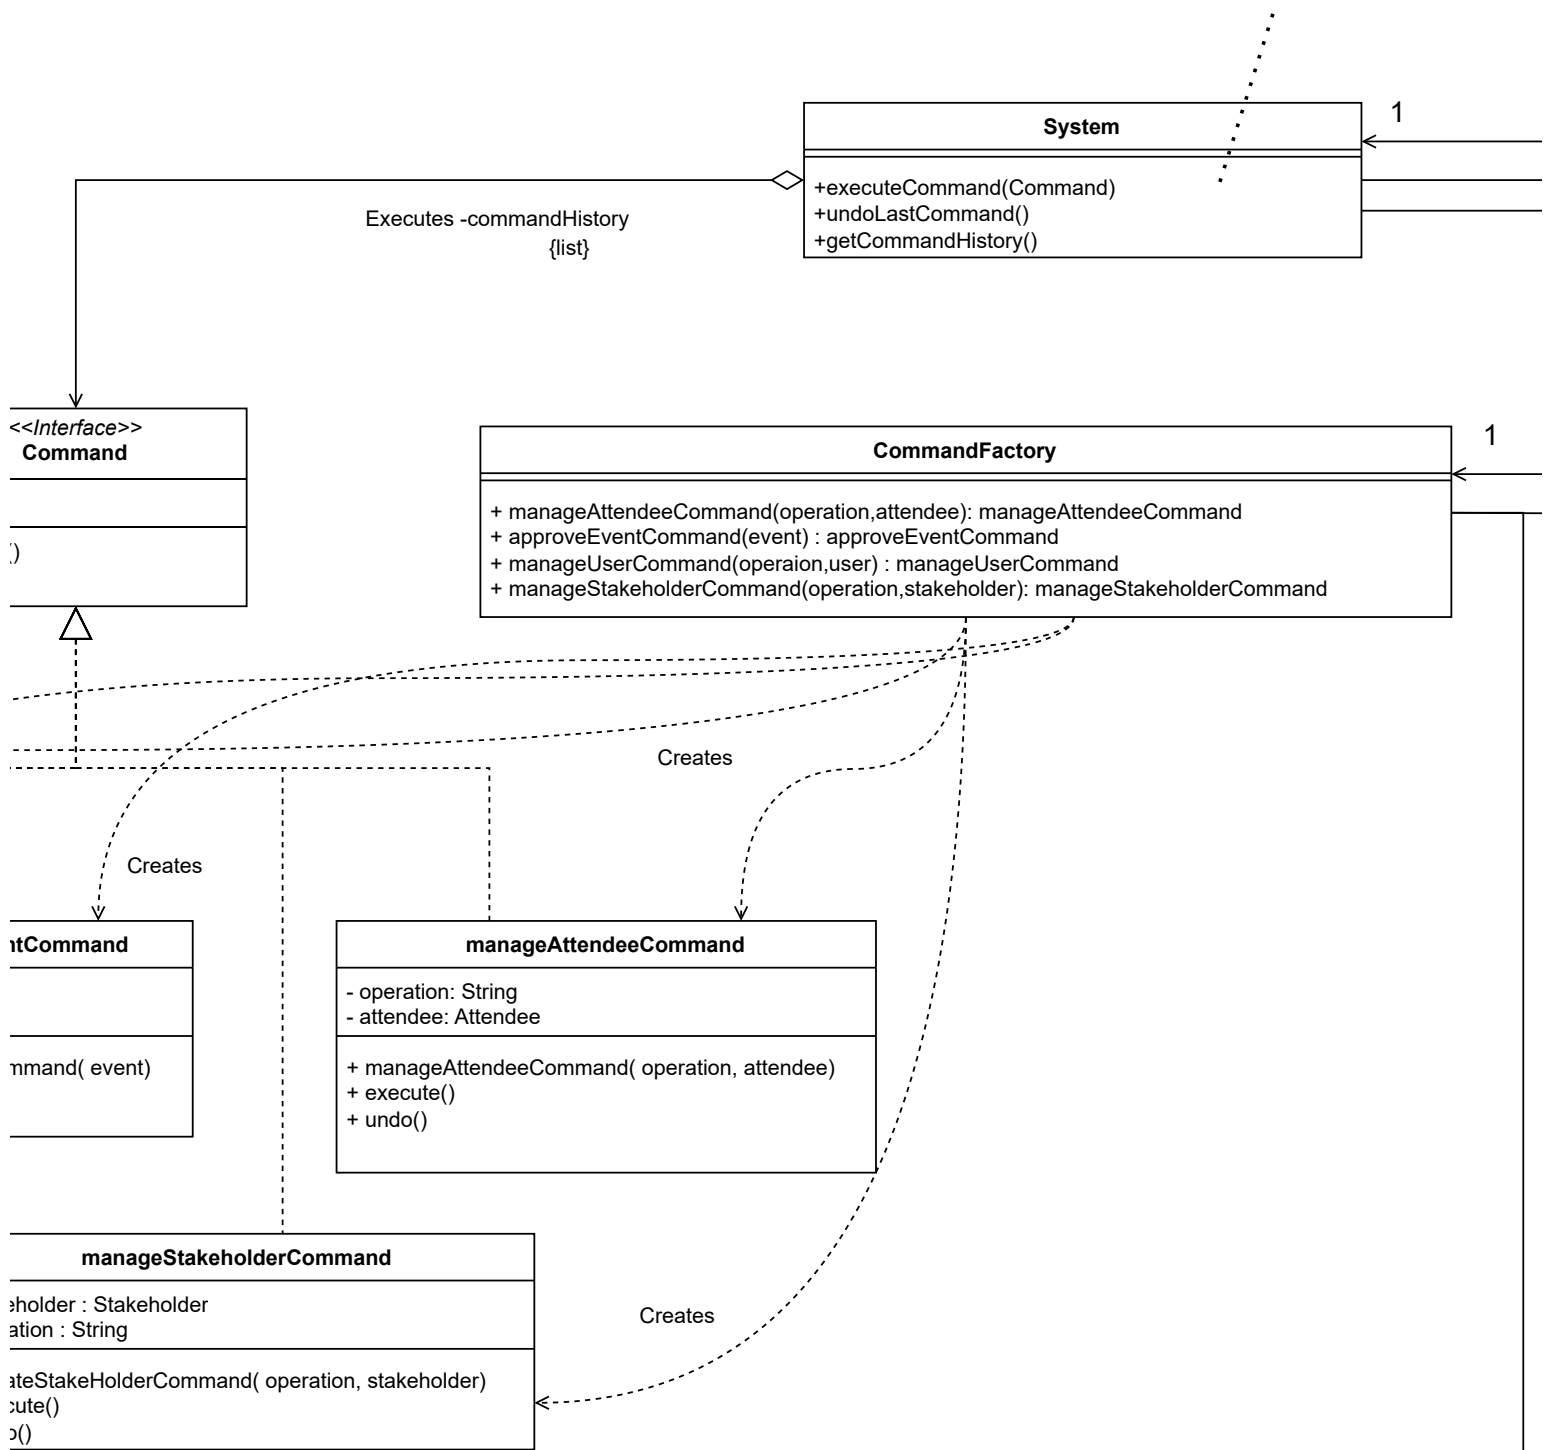 System
1
+executeCommand(Command)
+undoLastCommand()
+getCommandHistory()
Executes -commandHistory
{list}
<<Interface>>
Command
()
CommandFactory
1
+ manageAttendeeCommand(operation,attendee): manageAttendeeCommand
+ approveEventCommand(event) : approveEventCommand
+ manageUserCommand(operaion,user) : manageUserCommand
+ manageStakeholderCommand(operation,stakeholder): manageStakeholderCommand
Creates
Creates
ntCommand
mmand( event)
manageAttendeeCommand
- operation: String
- attendee: Attendee
+ manageAttendeeCommand( operation, attendee)
+ execute()
+ undo()
manageStakeholderCommand
eholder : Stakeholder
ation : String
ateStakeHolderCommand( operation, stakeholder)
cute()
o()
Creates